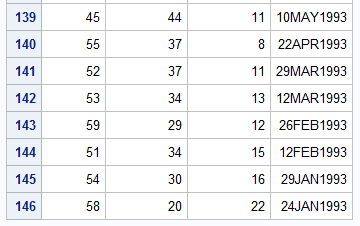 139 45 44 11 10MAY1993
140 55 37 8 22APR1993
141 52 37 11 29MAR1993
142 53 34 13 12MAR1993
143 59 29 12 26FEB1993
144 51 34 15 12FEB1993
145 54 30 16 29JAN1993
146 58 20 22 24JAN1993